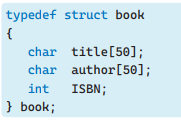 typedef struct book
{
char title[50];
char author[50];
int ISBN;
} book;